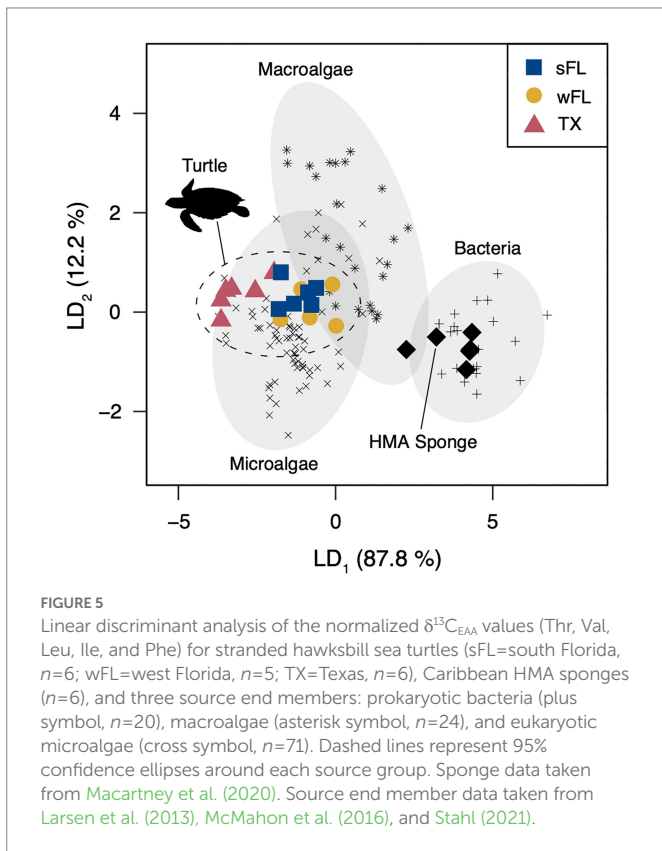 Macroalgae
sFL
wFL
TX
Turtle
Bacteria
HMA Sponge
Microalgae
4
2
0
−2
LD2 (12.2 %)
−5
0
5
LD1 (87.8 %)
FIGURE 5
Linear discriminant analysis of the normalized δ13CEAA values (Thr, Val,
Leu, Ile, and Phe) for stranded hawksbill sea turtles (sFL=south Florida,
n=6; wFL=west Florida, n=5; TX=Texas, n=6), Caribbean HMA sponges
(n=6), and three source end members: prokaryotic bacteria (plus
symbol, n=20), macroalgae (asterisk symbol, n=24), and eukaryotic
microalgae (cross symbol, n=71). Dashed lines represent 95%
confidence ellipses around each source group. Sponge data taken
from Macartney et al. (2020). Source end member data taken from
Larsen et al. (2013), McMahon et al. (2016), and Stahl (2021).